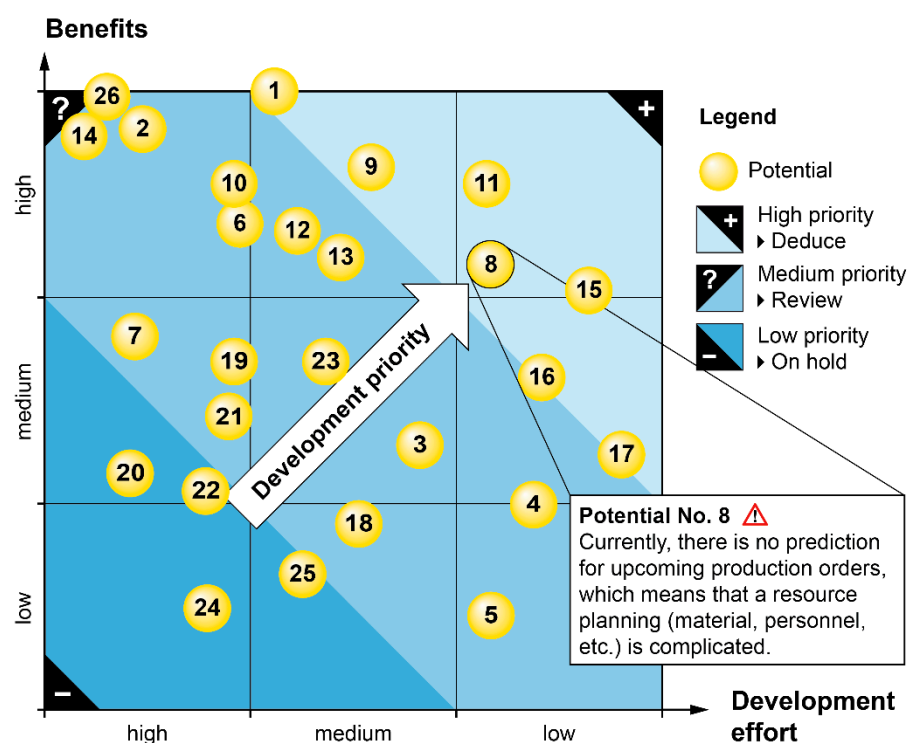 Benefits
high
medium
low
?
+
−
26
14
2
1
9
10
11
6
12
13
8
15
7
19
23
16
21
3
17
20
22
4
18
25
24
5
Development priority
high
medium
low
Development
effort
Legend
Potential
+
High priority
▸ Deduce
?
Medium priority
▸ Review
−
Low priority
▸ On hold
Potential No. 8 ⚠
Currently, there is no prediction
for upcoming production orders,
which means that a resource
planning (material, personnel,
etc.) is complicated.